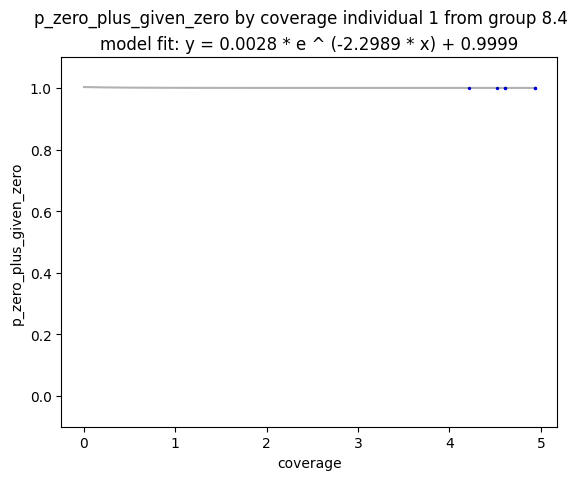 p_zero_plus_given_zero by coverage individual 1 from group 8.4
model fit: y = 0.0028 * e ^ (-2.2989 * x) + 0.9999
1.0
0.8
0.6
0.4
0.2
0.0
p_zero_plus_given_zero
0 1 2 3 4 5
coverage